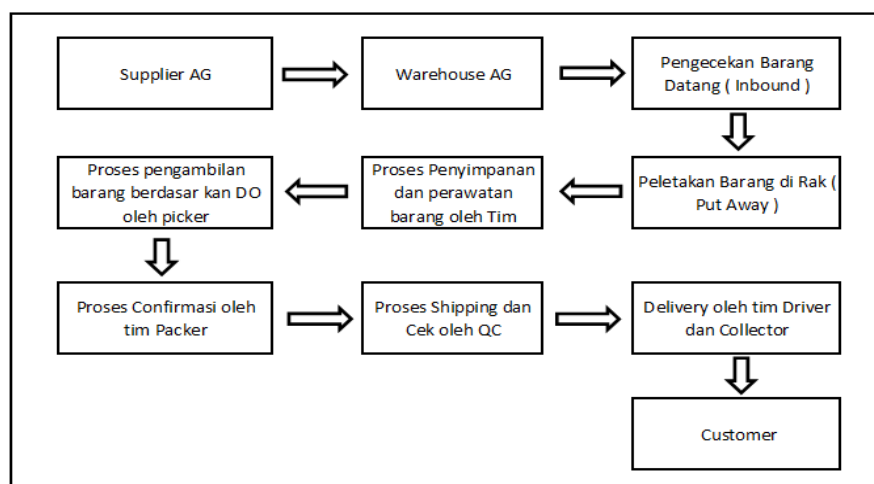 Supplier AG
Warehouse AG
Pengecekan Barang
Datang ( Inbound )
Peletakan Barang di Rak (
Put Away )
Proses Penyimpanan
dan perawatan
barang oleh Tim
Proses pengambilan
barang berdasar kan DO
oleh picker
Proses Confirmasi oleh
tim Packer
Proses Shipping dan
Cek oleh QC
Delivery oleh tim Driver
dan Collector
Customer